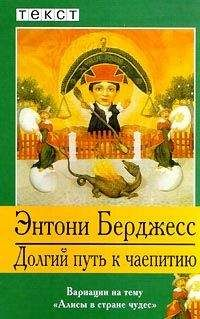 текст
Энтони Берджесс
Долгий путь к чаепитию
Вариации на тему
«Алисы в стране чудес»